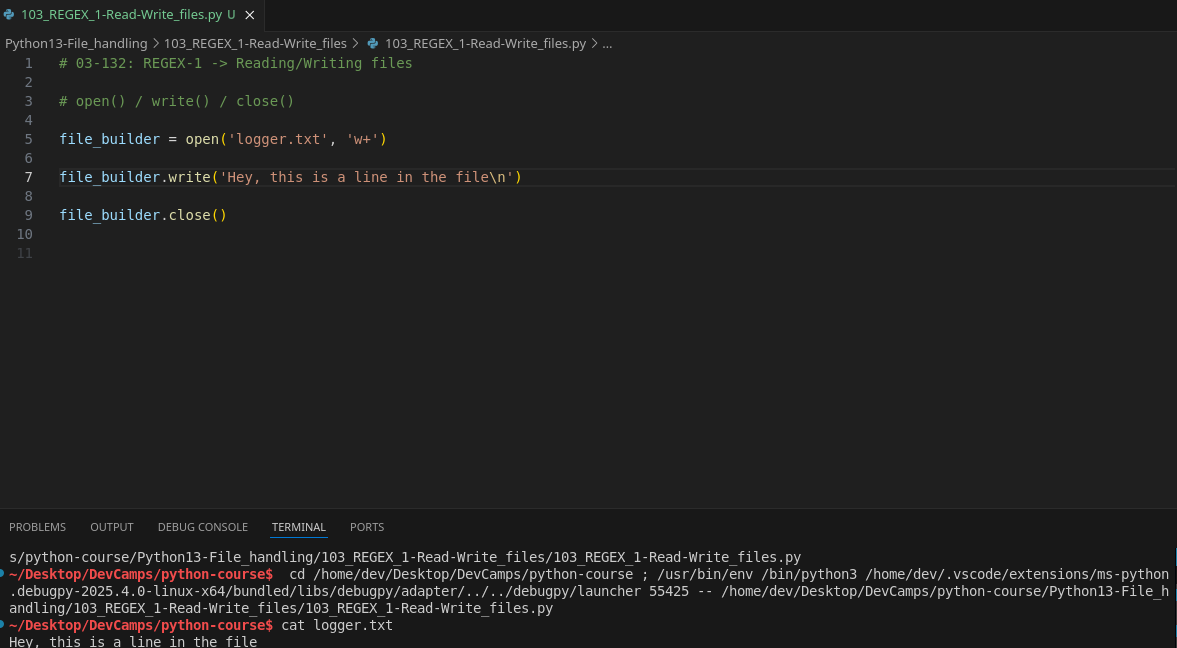 103_REGEX_1-Read-Write_files.py U
Python13-File_handling > 103_REGEX_1-Read-Write_files > 103_REGEX_1-Read-Write_files.py > ...
1 # 03-132: REGEX-1 -> Reading/Writing files
2
3 # open() / write() / close()
4
5 file_builder = open('logger.txt', 'w+')
6
7 file_builder.write('Hey, this is a line in the file\n')
8
9 file_builder.close()
10
11
PROBLEMS OUTPUT DEBUG CONSOLE TERMINAL PORTS
s/python-course/Python13-File_handling/103_REGEX_1-Read-Write_files/103_REGEX_1-Read-Write_files.py
~/Desktop/DevCamps/python-course$  cd /home/dev/Desktop/DevCamps/python-course ; /usr/bin/env /bin/python3 /home/dev/.vscode/extensions/ms-python
.debugpy-2025.4.0-linux-x64/bundled/libs/debugpy/adapter/../../debugpy/launcher 55425 -- /home/dev/Desktop/DevCamps/python-course/Python13-File_h
andling/103_REGEX_1-Read-Write_files/103_REGEX_1-Read-Write_files.py
~/Desktop/DevCamps/python-course$ cat logger.txt
Hey, this is a line in the file